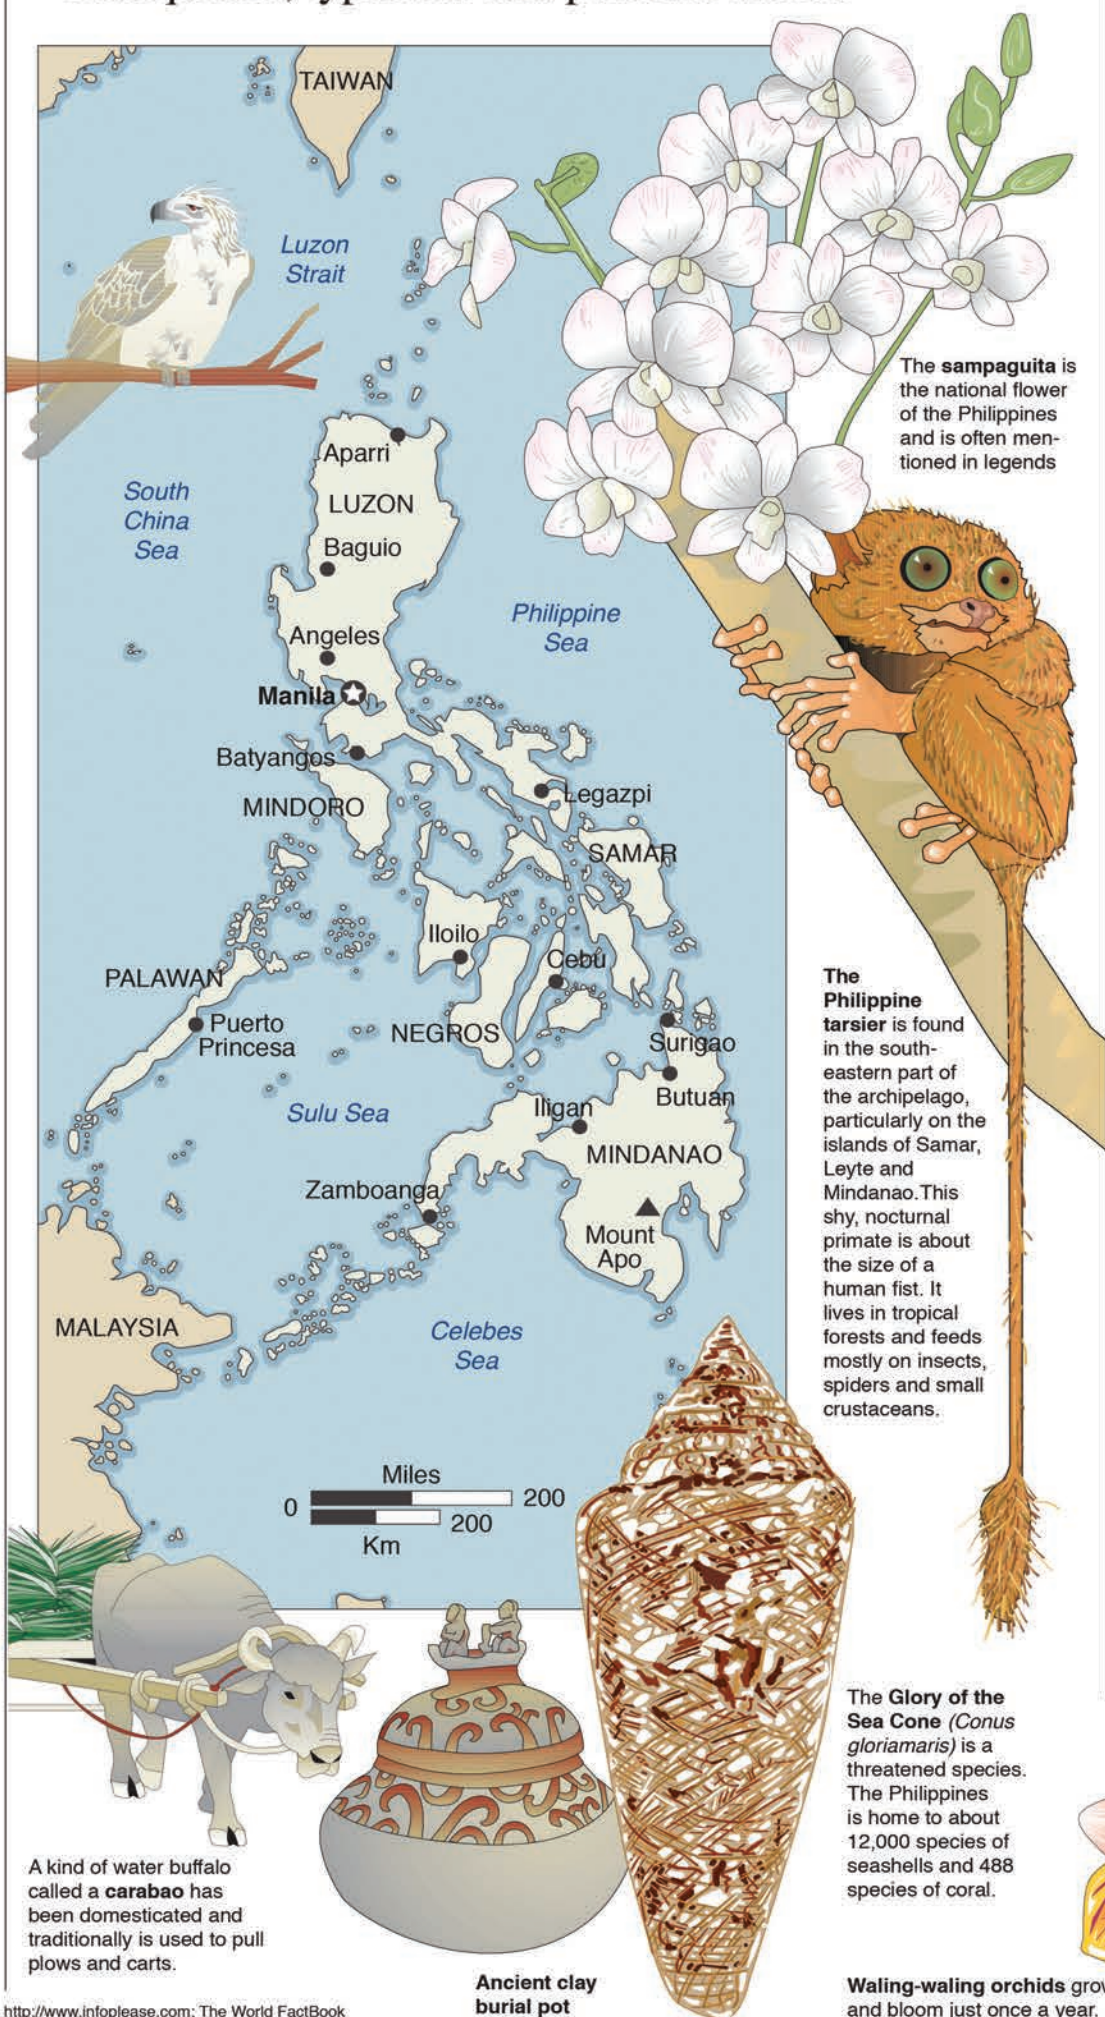 TAIWAN
Luzon
Strait
The sampaguita is
the national flower
of the Philippines
and is often men-
tioned in legends
Aparri
South
China
Sea
LUZON
Baguio
Philippine
Sea
Angeles
Manila
Batyangos
Legazpi
MINDORO
SAMAR
Iloilo
Cebú
PALAWAN
Puerto
Princesa
NEGROS
Surigao
Sulu Sea
Iligan
Butuan
MINDANAO
Zamboanga
Mount
Apo
The
Philippine
tarsier is found
in the south-
eastern part of
the archipelago,
particularly on the
islands of Samar,
Leyte and
Mindanao.This
shy, nocturnal
primate is about
the size of a
human fist. It
lives in tropical
forests and feeds
mostly on insects,
spiders and small
crustaceans.
MALAYSIA
Celebes
Sea
Miles
0 200
200
Km
The Glory of the
Sea Cone (Conus
gloriamaris) is a
threatened species.
The Philippines
is home to about
12,000 species of
seashells and 488
species of coral.
A kind of water buffalo
called a carabao has
been domesticated and
traditionally is used to pull
plows and carts.
Ancient clay
burial pot
Waling-waling orchids grow
and bloom just once a year.
http://www.infoplease.com; The World FactBook